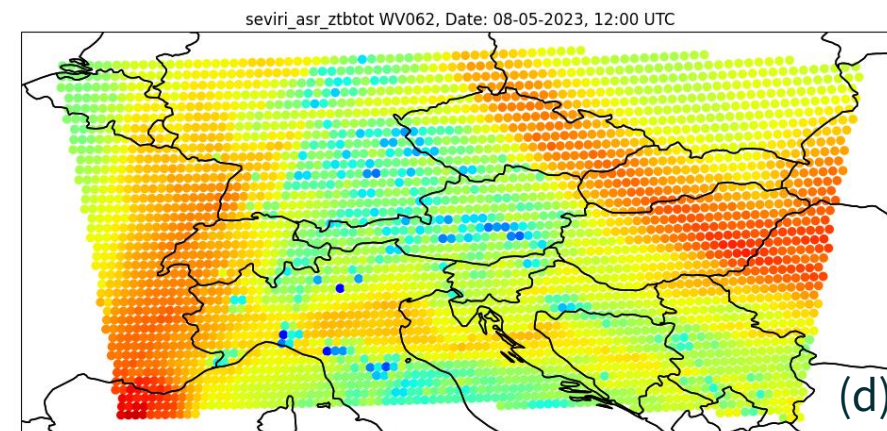 seviri_asr_ztbtot WV062, Date: 08-05-2023, 12:00 UTC
(d)